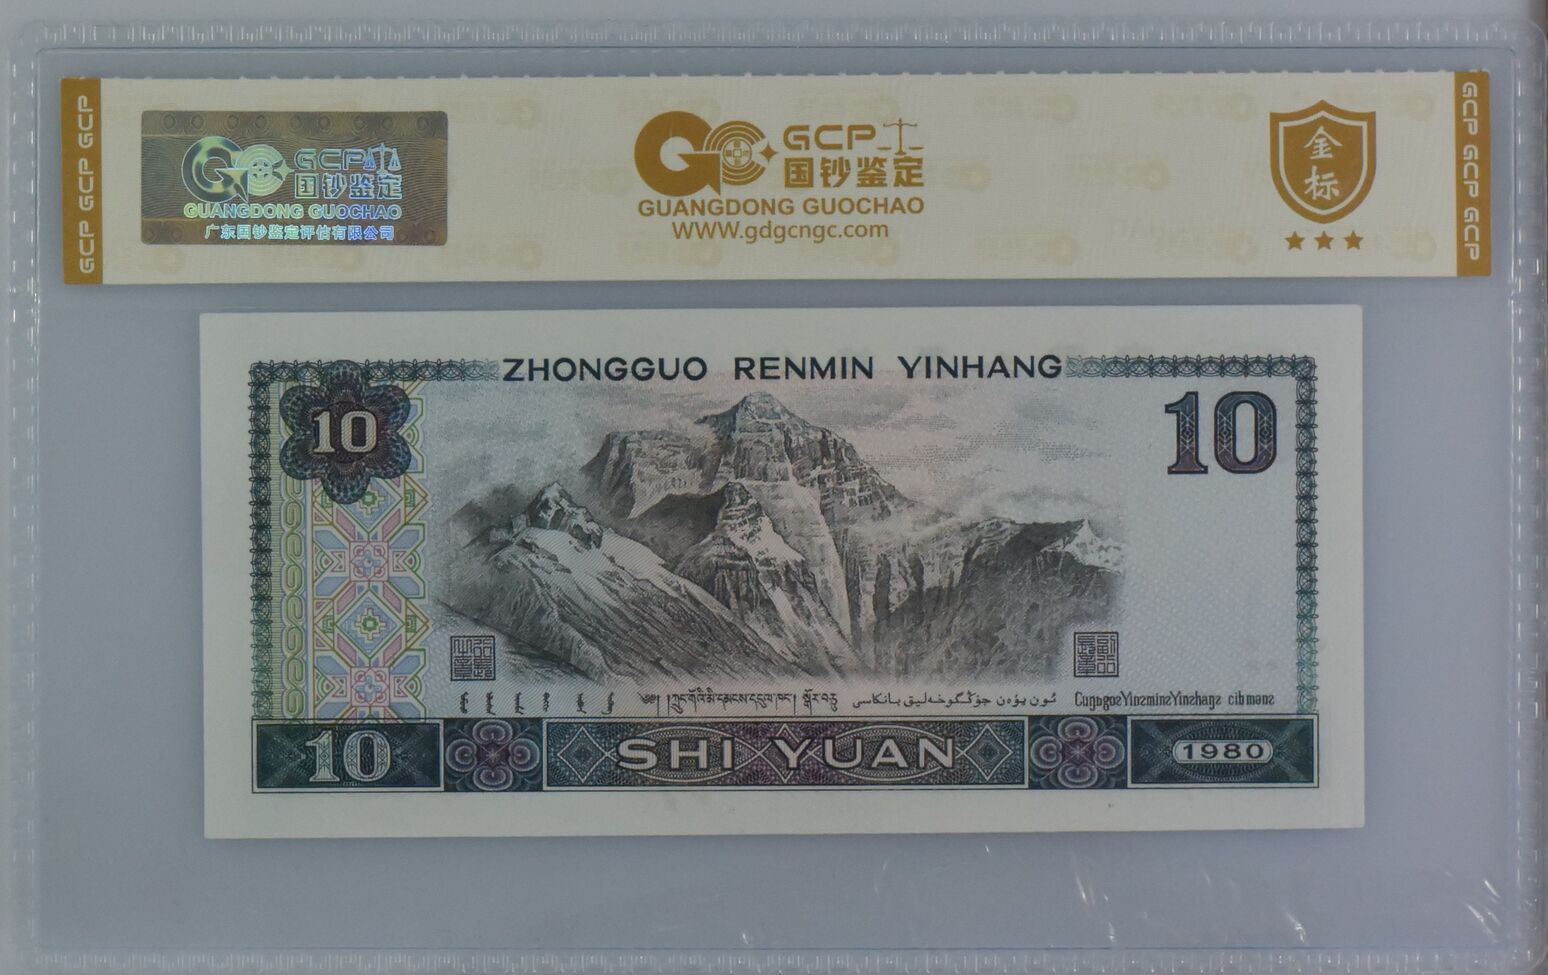 GCP GCP GCP
GCP
国钞鉴定
GUANGDONG GUOCHAO
广东国钞鉴定评估有限公司
GCP
国钞鉴定
GUANGDONG GUOCHAO
WWW.gdgcngc.com
金
标
GCP GCP GCP
ZHONGGUO RENMIN YINHANG
10
10
10
SHI YUAN
1980